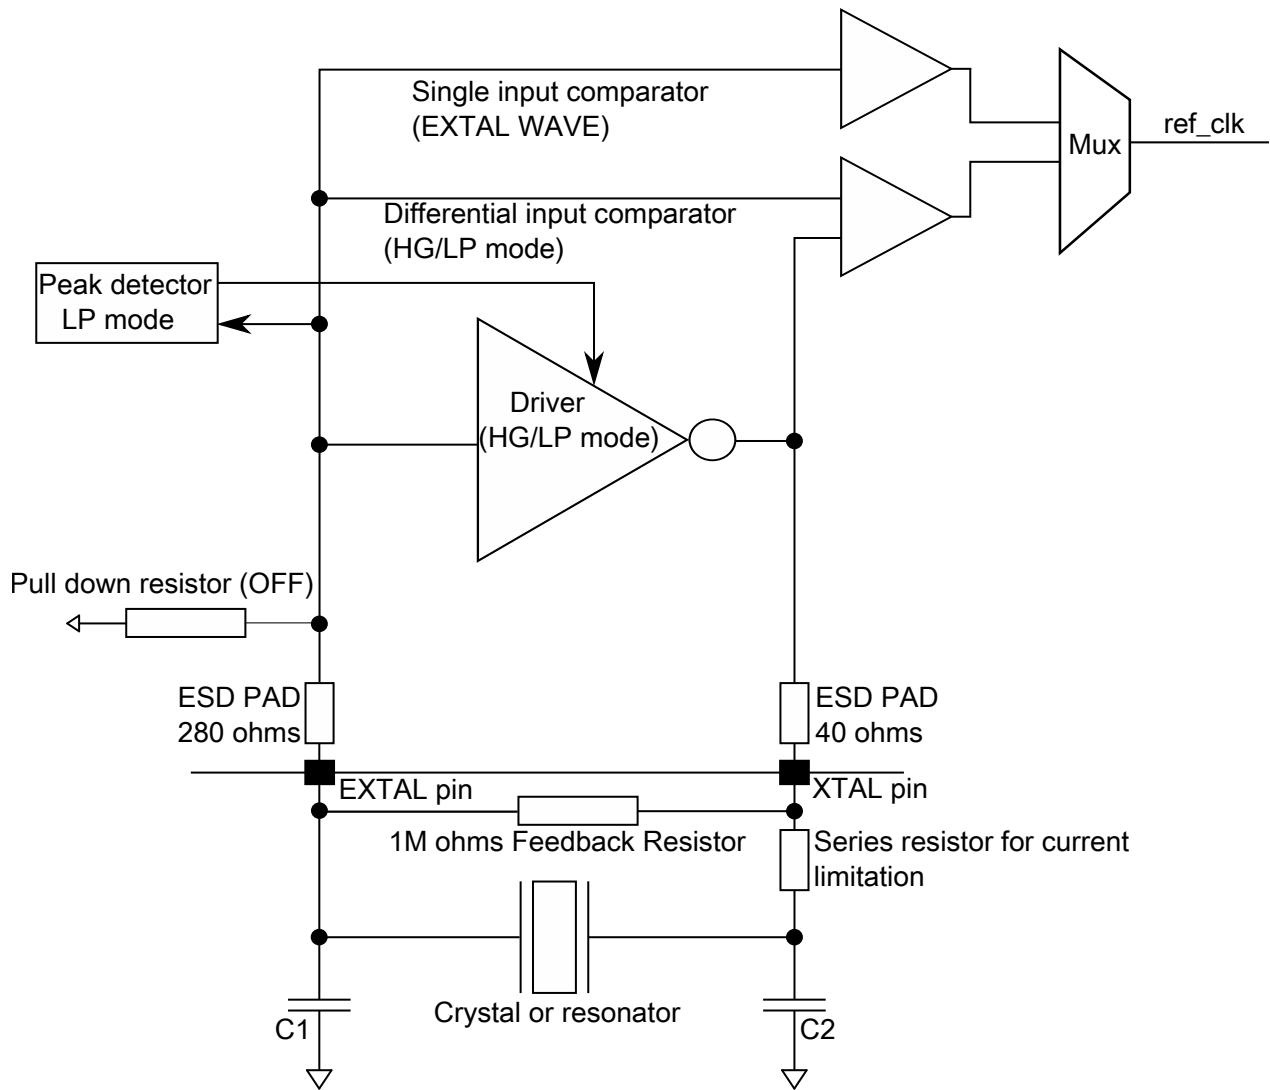 Single input comparator
(EXTAL WAVE)
ref_clk
Mux
Differential input comparator
(HG/LP mode)
Peak detector
LP mode
Driver
(HG/LP mode)
Pull down resistor (OFF)
ESD PAD
280 ohms
ESD PAD
40 ohms
EXTAL pin
XTAL pin
1M ohms Feedback Resistor
Series resistor for current
limitation
Crystal or resonator
C1
C2